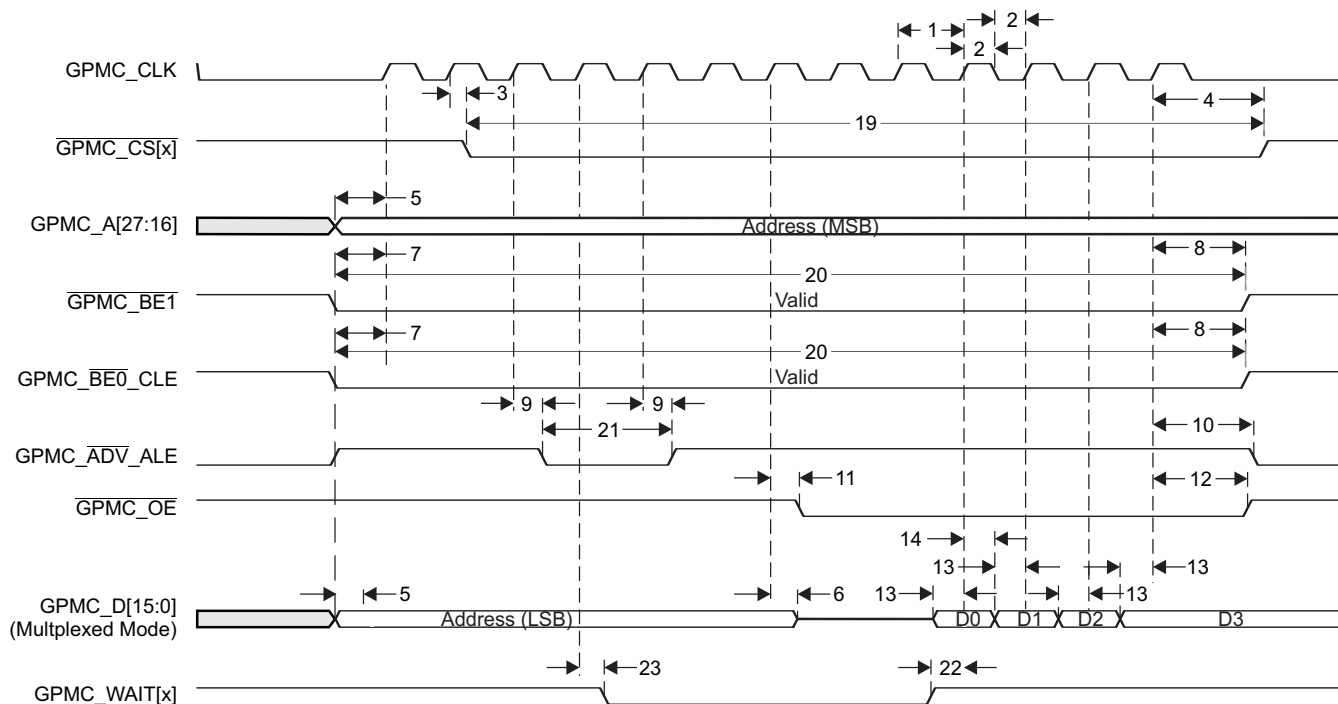 1
2
2
GPMC_CLK
3
4
19
GPMC_CS[x]
5
GPMC_A[27:16]
Address (MSB)
7
8
20
GPMC_BE1
Valid
7
8
20
GPMC_BE0_CLE
Valid
9
9
21
10
GPMC_ADV_ALE
11
12
GPMC_OE
14
13
13
5
6
13
13
GPMC_D[15:0]
(Multplexed Mode)
Address (LSB)
D0
D1
D2
D3
23
22
GPMC_WAIT[x]